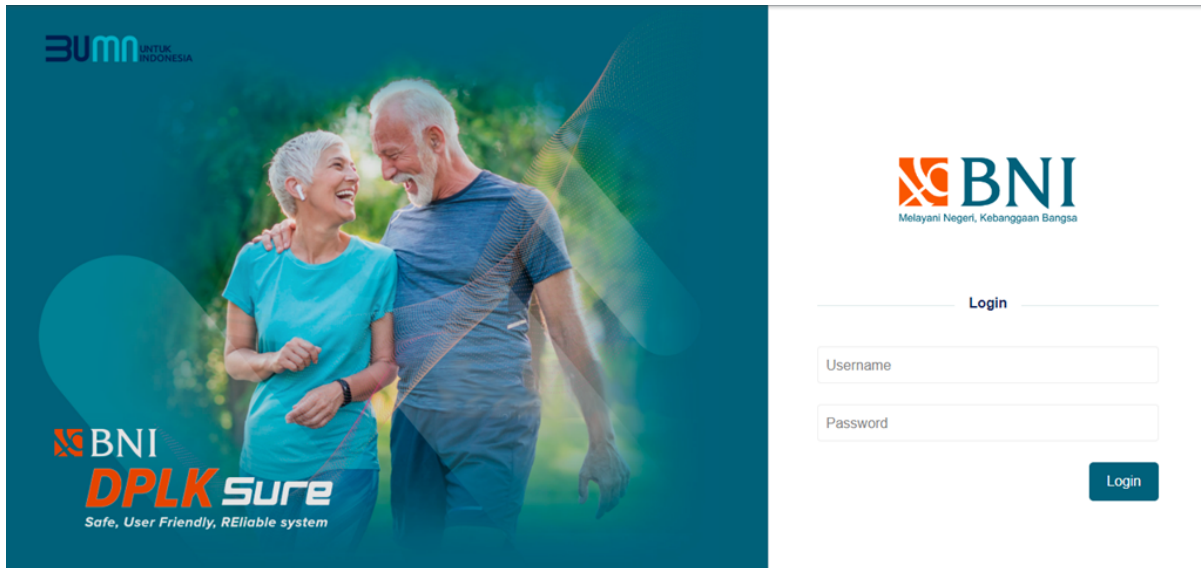 BUMN UNTUK
INDONESIA
BNI
DPLK Sure
Safe, User Friendly, REliable system
BNI
Melayani Negeri, Kebanggaan Bangsa
Login
Username
Password
Login